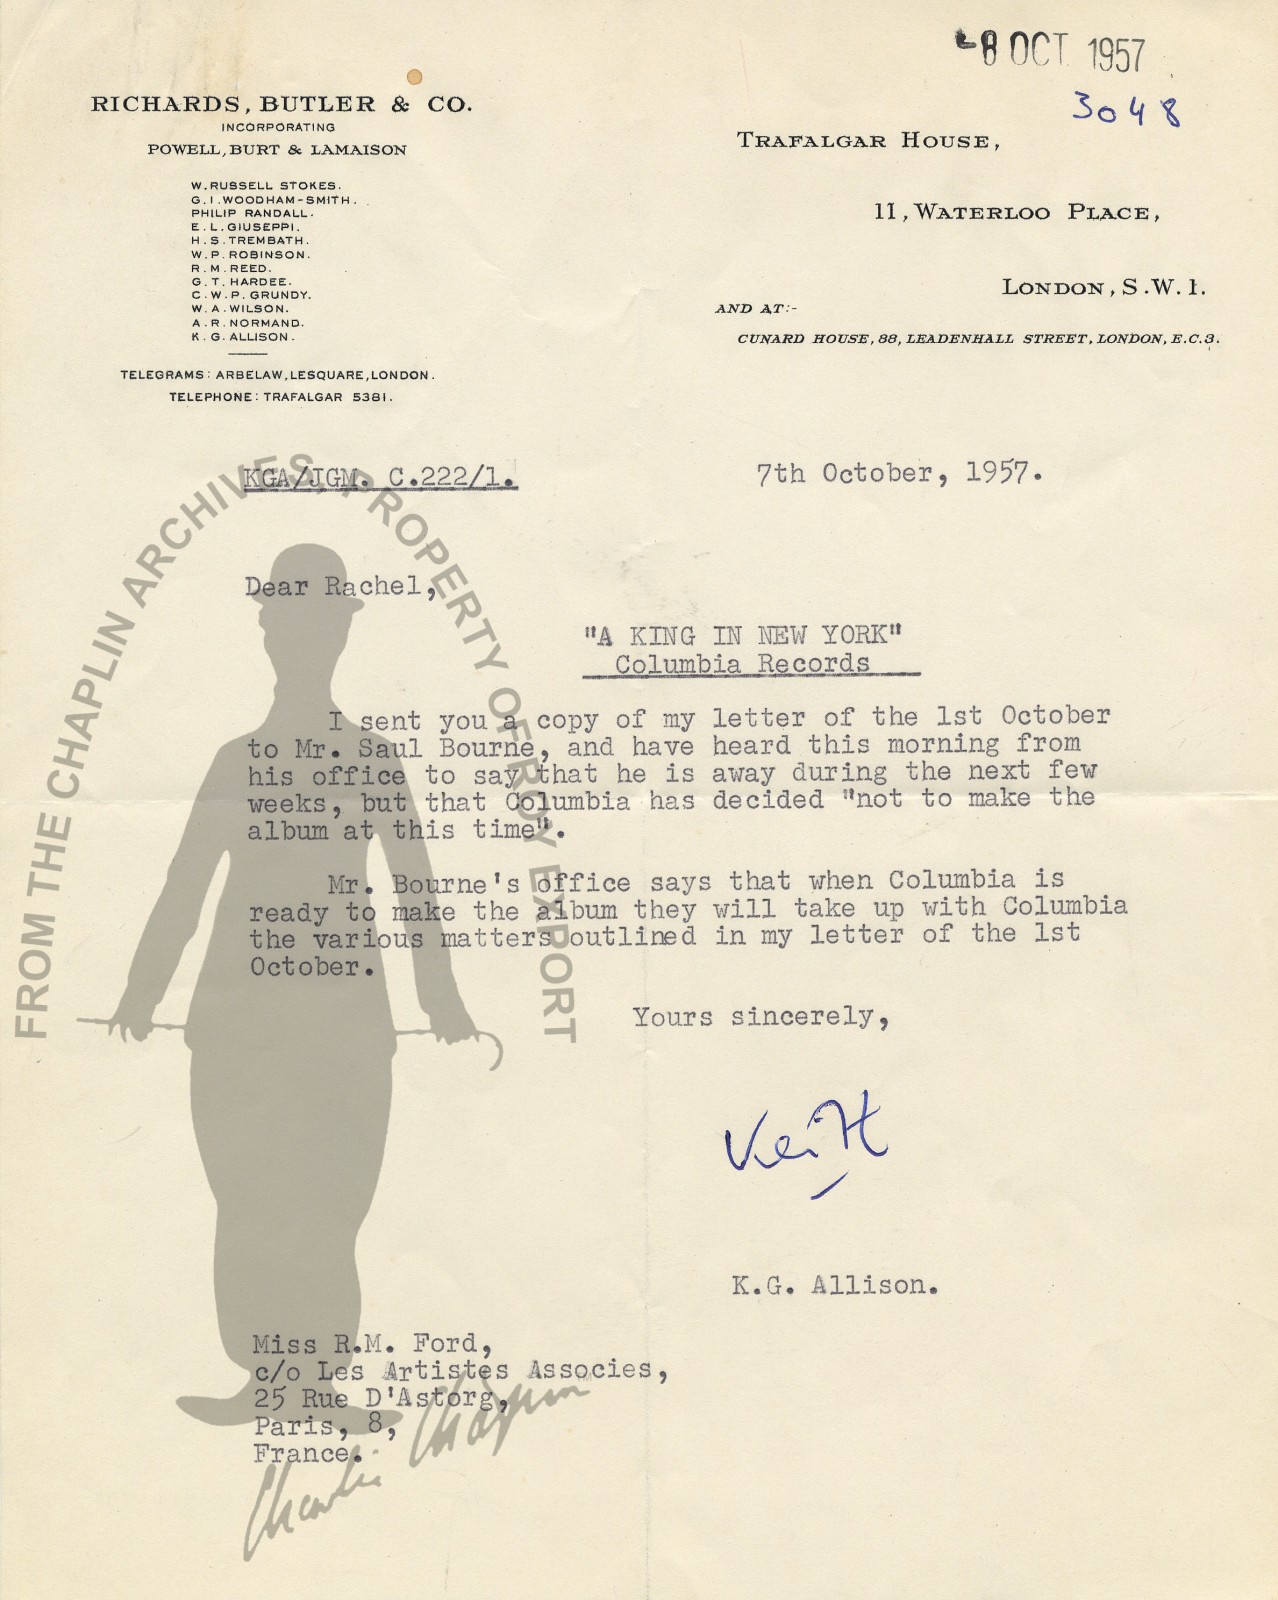 -8 OCT 1957
3048
RICHARDS, BUTLER & CO.
INCORPORATING
POWELL, BURT & LAMAISON
W. RUSSELL STOKES.
G. I. WOODHAM-SMITH.
PHILIP RANDALL.
E. L. GIUSEPPI.
H. S. TREMBATH.
W. P. ROBINSON.
R. M. REED.
G. T. HARDEE.
C. W. P. GRUNDY.
W. A. WILSON.
A. R. NORMAND.
K. G. ALLISON.
TELEGRAMS: ARBELAW, LESQUARE, LONDON.
TELEPHONE: TRAFALGAR 5381.
TRAFALGAR HOUSE,
11, WATERLOO PLACE,
LONDON, S.W.1.
AND AT:-
CUNARD HOUSE, 88, LEADENHALL STREET, LONDON, E.C.3.
KGA/JGM. C.222/1.
7th October, 1957.
Dear Rachel,
"A KING IN NEW YORK"
Columbia Records
I sent you a copy of my letter of the 1st October
to Mr. Saul Bourne, and have heard this morning from
his office to say that he is away during the next few
weeks, but that Columbia has decided "not to make the
album at this time".
Mr. Bourne's office says that when Columbia is
ready to make the album they will take up with Columbia
the various matters outlined in my letter of the 1st
October.
Yours sincerely,
Keith
K.G. Allison.
Miss R.M. Ford,
c/o Les Artistes Associes,
25 Rue D'Astorg,
Paris, 8,
France.
FROM THE CHAPLIN ARCHIVES, PROPERTY OF ROY EXPORT
Charlie Chaplin